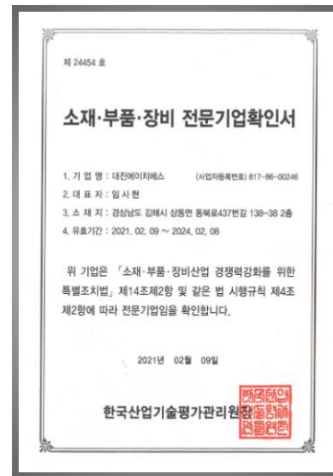 제 24454 호
소재·부품·장비 전문기업확인서
1. 기 업 명 : 대진에이치에스 (사업자등록번호) 817-86-00246
2. 대 표 자 : 임시현
3. 소 재 지 : 경상남도 김해시 상동면 동북로437번길 138-38 2층
4. 유효기간 : 2021. 02. 09 ~ 2024. 02. 08
위 기업은 「소재·부품·장비산업 경쟁력강화를 위한
특별조치법」 제14조제2항 및 같은 법 시행규칙 제4조
제2항에 따라 전문기업임을 확인합니다.
2021년 02월 09일
한국산업기술평가관리원장